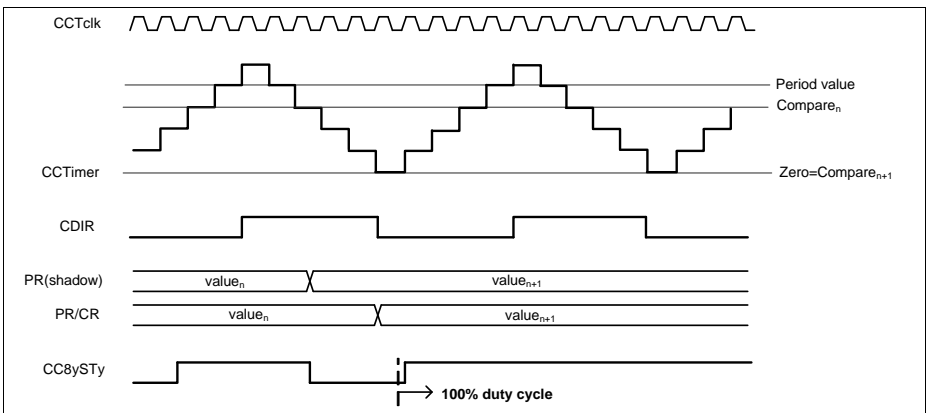 CCTclk
Period value
Compareₙ
CCTimer
Zero=Compareₙ₊₁
CDIR
PR(shadow)
valueₙ
valueₙ₊₁
PR/CR
valueₙ
valueₙ₊₁
CC8ySTy
100% duty cycle